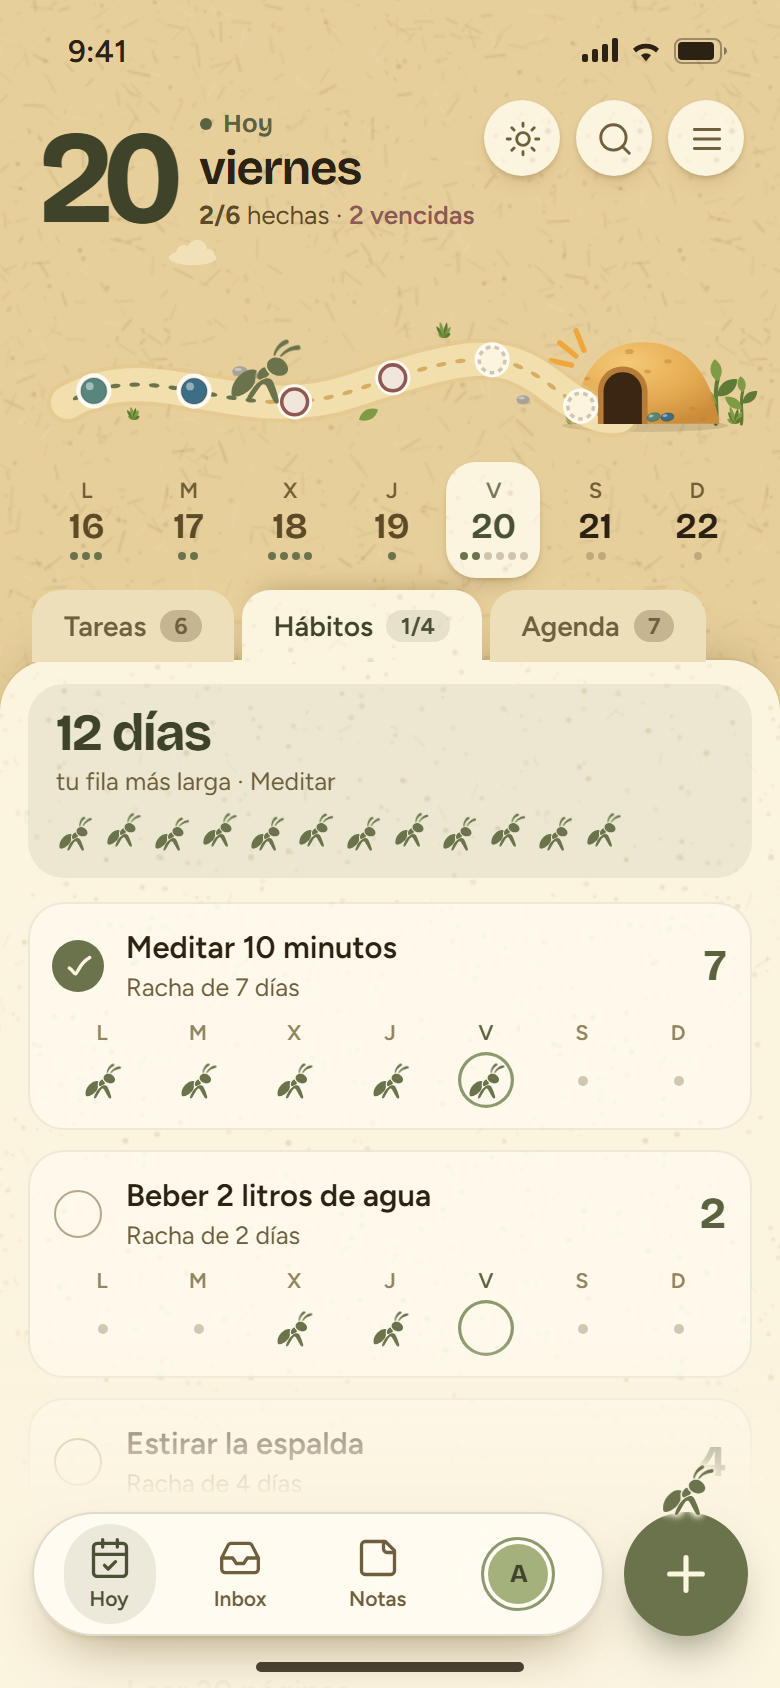 9:41
20
Hoy
viernes
2/6 hechas · 2 vencidas
L M X J V S D
16 17 18 19 20 21 22
Tareas 6
Hábitos 1/4
Agenda 7
12 días
tu fila más larga · Meditar
Meditar 10 minutos
7
Racha de 7 días
L M X J V S D
Beber 2 litros de agua
2
Racha de 2 días
L M X J V S D
Estirar la espalda
4
Racha de 4 días
Hoy
Inbox
Notas
A